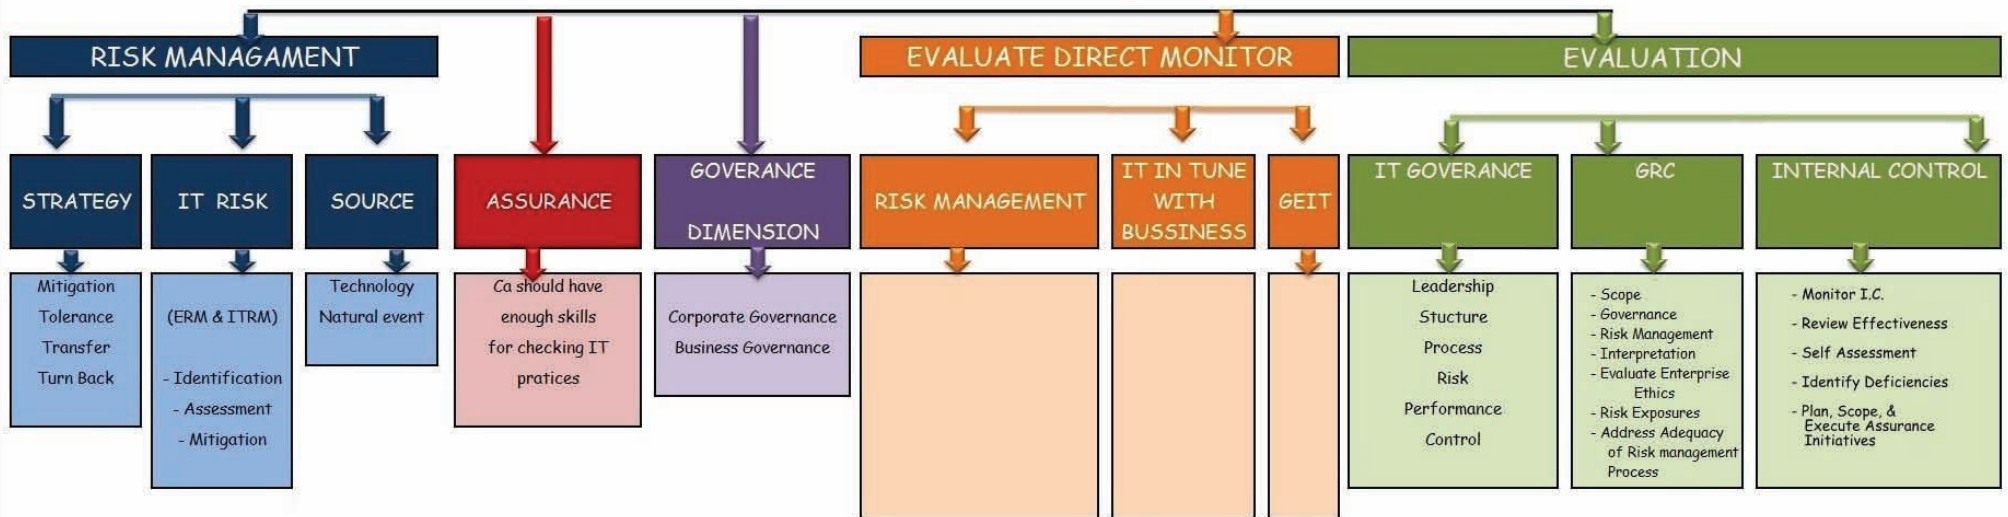 RISK MANAGAMENT
EVALUATE DIRECT MONITOR
EVALUATION
STRATEGY
IT RISK
SOURCE
ASSURANCE
GOVERANCE
DIMENSION
RISK MANAGEMENT
IT IN TUNE
WITH
BUSSINESS
GEIT
IT GOVERANCE
GRC
INTERNAL CONTROL
Mitigation
Tolerance
Transfer
Turn Back
(ERM & ITRM)
- Identification
- Assessment
- Mitigation
Technology
Natural event
Ca should have
enough skills
for checking IT
pratices
Corporate Governance
Business Governance
Leadership
Stucture
Process
Risk
Performance
Control
- Scope
- Governance
- Risk Management
- Interpretation
- Evaluate Enterprise
Ethics
- Risk Exposures
- Address Adequacy
of Risk management
Process
- Monitor I.C.
- Review Effectiveness
- Self Assessment
- Identify Deficiencies
- Plan, Scope, &
Execute Assurance
Initiatives